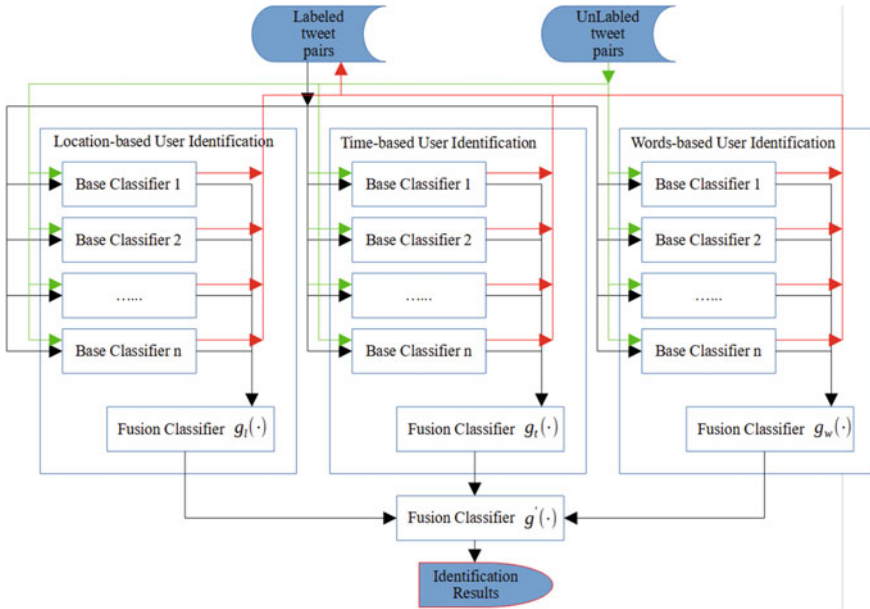 Labeled
tweet
pairs
UnLabled
tweet
pairs
Location-based User Identification
Base Classifier 1
Base Classifier 2
......
Base Classifier n
Fusion Classifier g_l(·)
Time-based User Identification
Base Classifier 1
Base Classifier 2
......
Base Classifier n
Fusion Classifier g_t(·)
Words-based User Identification
Base Classifier 1
Base Classifier 2
......
Base Classifier n
Fusion Classifier g_w(·)
Fusion Classifier g'(·)
Identification
Results